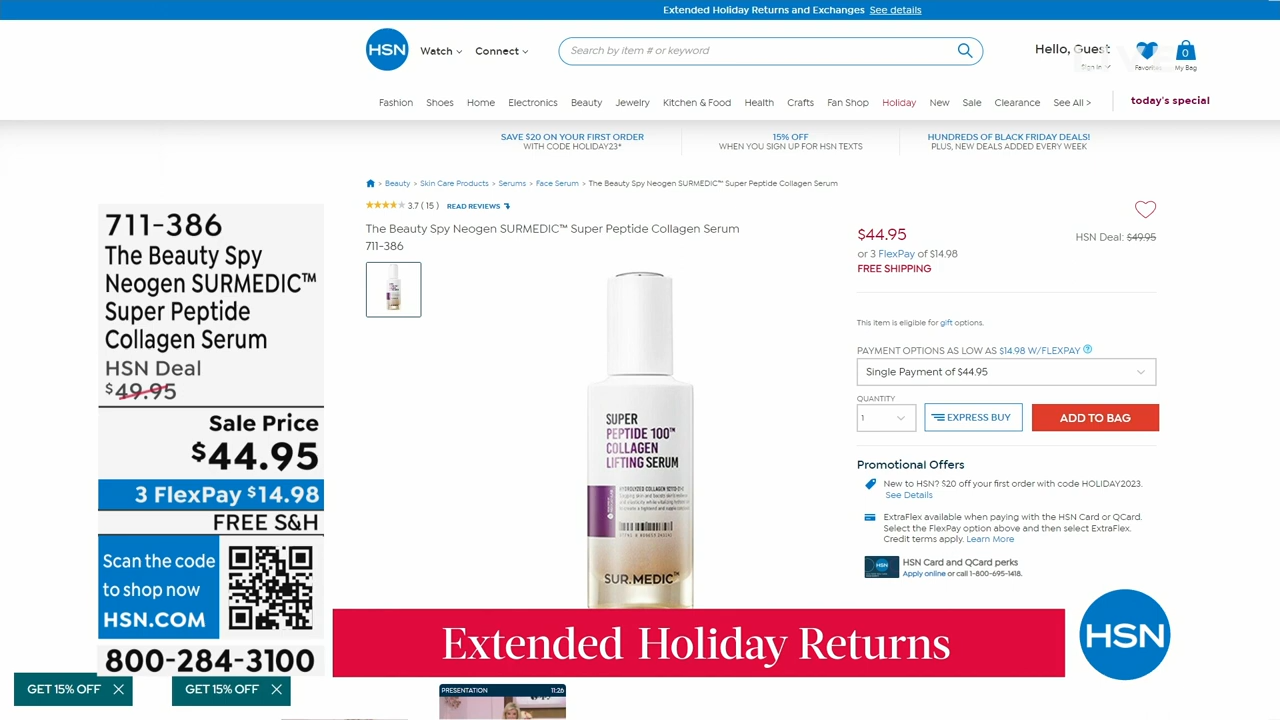 Extended Holiday Returns and Exchanges See details
HSN
Watch
Connect
Search by item # or keyword
Hello, Guest
Sign In
Favorites
0
My Bag
Fashion Shoes Home Electronics Beauty Jewelry Kitchen & Food Health Crafts Fan Shop Holiday New Sale Clearance See All >
today's special
SAVE $20 ON YOUR FIRST ORDER
WITH CODE HOLIDAY23*
15% OFF
WHEN YOU SIGN UP FOR HSN TEXTS
HUNDREDS OF BLACK FRIDAY DEALS!
PLUS, NEW DEALS ADDED EVERY WEEK
> Beauty > Skin Care Products > Serums > Face Serum > The Beauty Spy Neogen SURMEDIC™ Super Peptide Collagen Serum
3.7 ( 15 ) READ REVIEWS
The Beauty Spy Neogen SURMEDIC™ Super Peptide Collagen Serum
711-386
$44.95
HSN Deal: $49.95
or 3 FlexPay of $14.98
FREE SHIPPING
This item is eligible for gift options.
PAYMENT OPTIONS AS LOW AS $14.98 W/FLEXPAY ?
Single Payment of $44.95
QUANTITY
1
EXPRESS BUY
ADD TO BAG
Promotional Offers
New to HSN? $20 off your first order with code HOLIDAY2023.
See Details
ExtraFlex available when paying with the HSN Card or QCard.
Select the FlexPay option above and then select ExtraFlex.
Credit terms apply. Learn More
HSN
HSN Card and QCard perks
Apply online or call 1-800-695-1418.
711-386
The Beauty Spy
Neogen SURMEDIC™
Super Peptide
Collagen Serum
HSN Deal
$49.95
Sale Price
$44.95
3 FlexPay $14.98
FREE S&H
Scan the code
to shop now
HSN.COM
800-284-3100
SUPER
PEPTIDE 100™
COLLAGEN
LIFTING SERUM
SUR.MEDIC™
Extended Holiday Returns
HSN
GET 15% OFF
GET 15% OFF
PRESENTATION 11:26